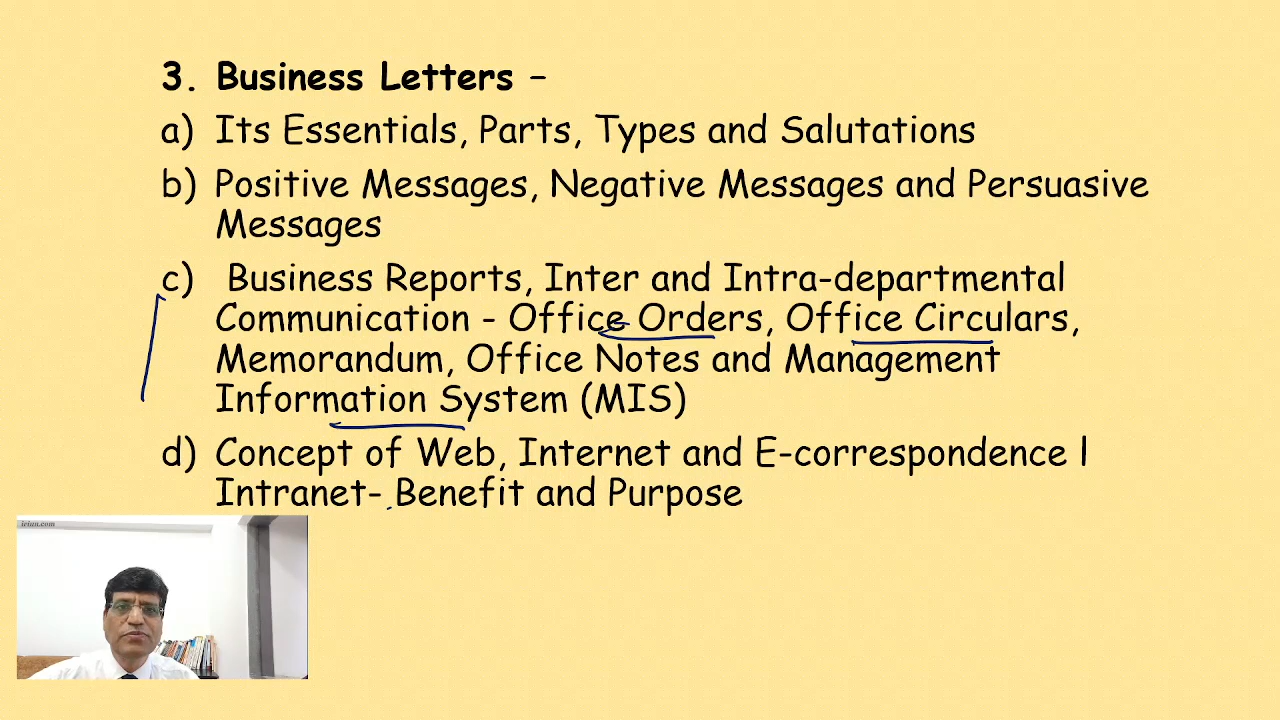 3. Business Letters –
a) Its Essentials, Parts, Types and Salutations
b) Positive Messages, Negative Messages and Persuasive
Messages
c) Business Reports, Inter and Intra-departmental
Communication - Office Orders, Office Circulars,
Memorandum, Office Notes and Management
Information System (MIS)
d) Concept of Web, Internet and E-correspondence l
Intranet- Benefit and Purpose